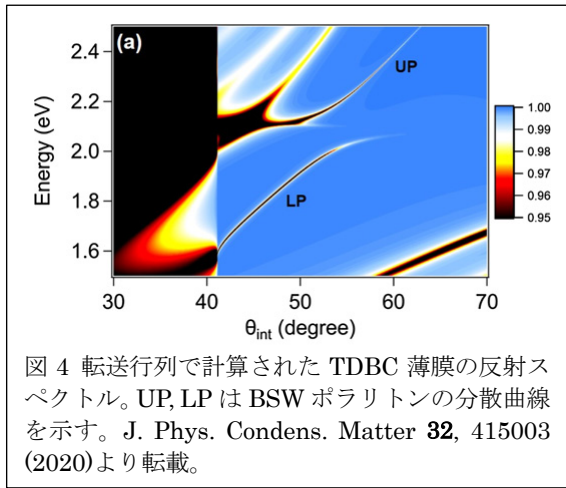 (a)
UP
LP
2.4
2.2
2.0
1.8
1.6
Energy (eV)
30 40 50 60 70
θint (degree)
1.00
0.99
0.98
0.97
0.96
0.95
図 4 転送行列で計算された TDBC 薄膜の反射ス
ペクトル。UP, LP は BSW ポラリトンの分散曲線
を示す。J. Phys. Condens. Matter 32, 415003
(2020)より転載。